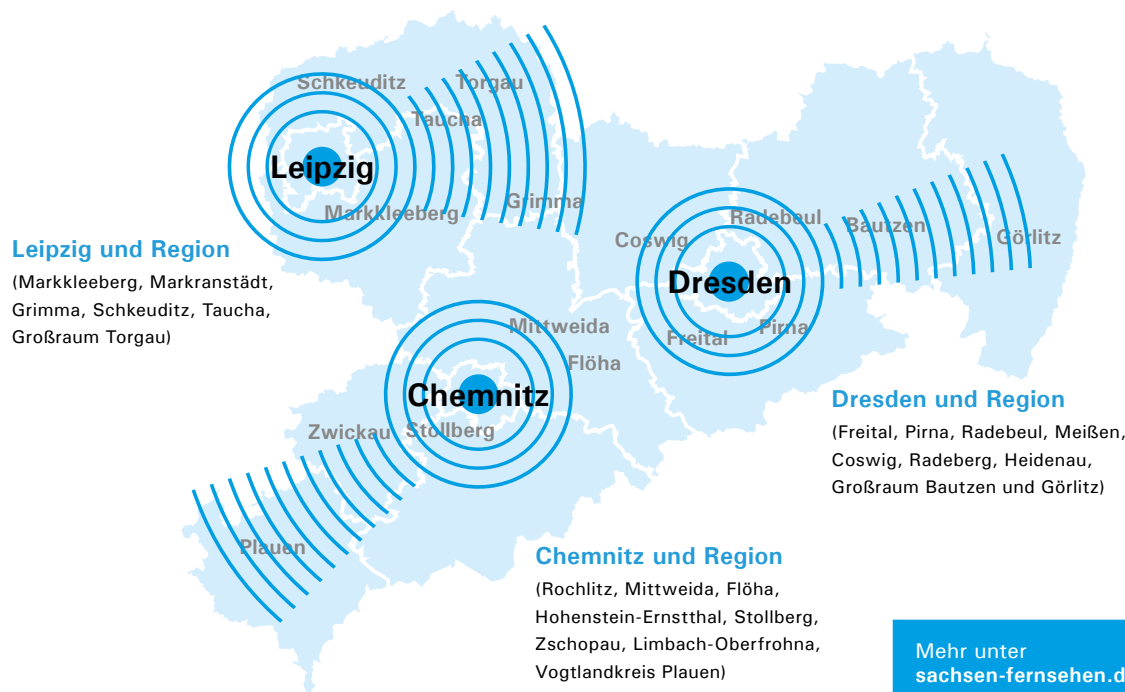 Schkeuditz
Torgau
Taucha
Leipzig
Markkleeberg
Grimma
Leipzig und Region
(Markkleeberg, Markranstädt,
Grimma, Schkeuditz, Taucha,
Großraum Torgau)
Radebeul
Bautzen
Coswig
Görlitz
Dresden
Freital
Pirna
Mittweida
Flöha
Chemnitz
Zwickau
Stollberg
Plauen
Dresden und Region
(Freital, Pirna, Radebeul, Meißen,
Coswig, Radeberg, Heidenau,
Großraum Bautzen und Görlitz)
Chemnitz und Region
(Rochlitz, Mittweida, Flöha,
Hohenstein-Ernstthal, Stollberg,
Zschopau, Limbach-Oberfrohna,
Vogtlandkreis Plauen)
Mehr unter
sachsen-fernsehen.d